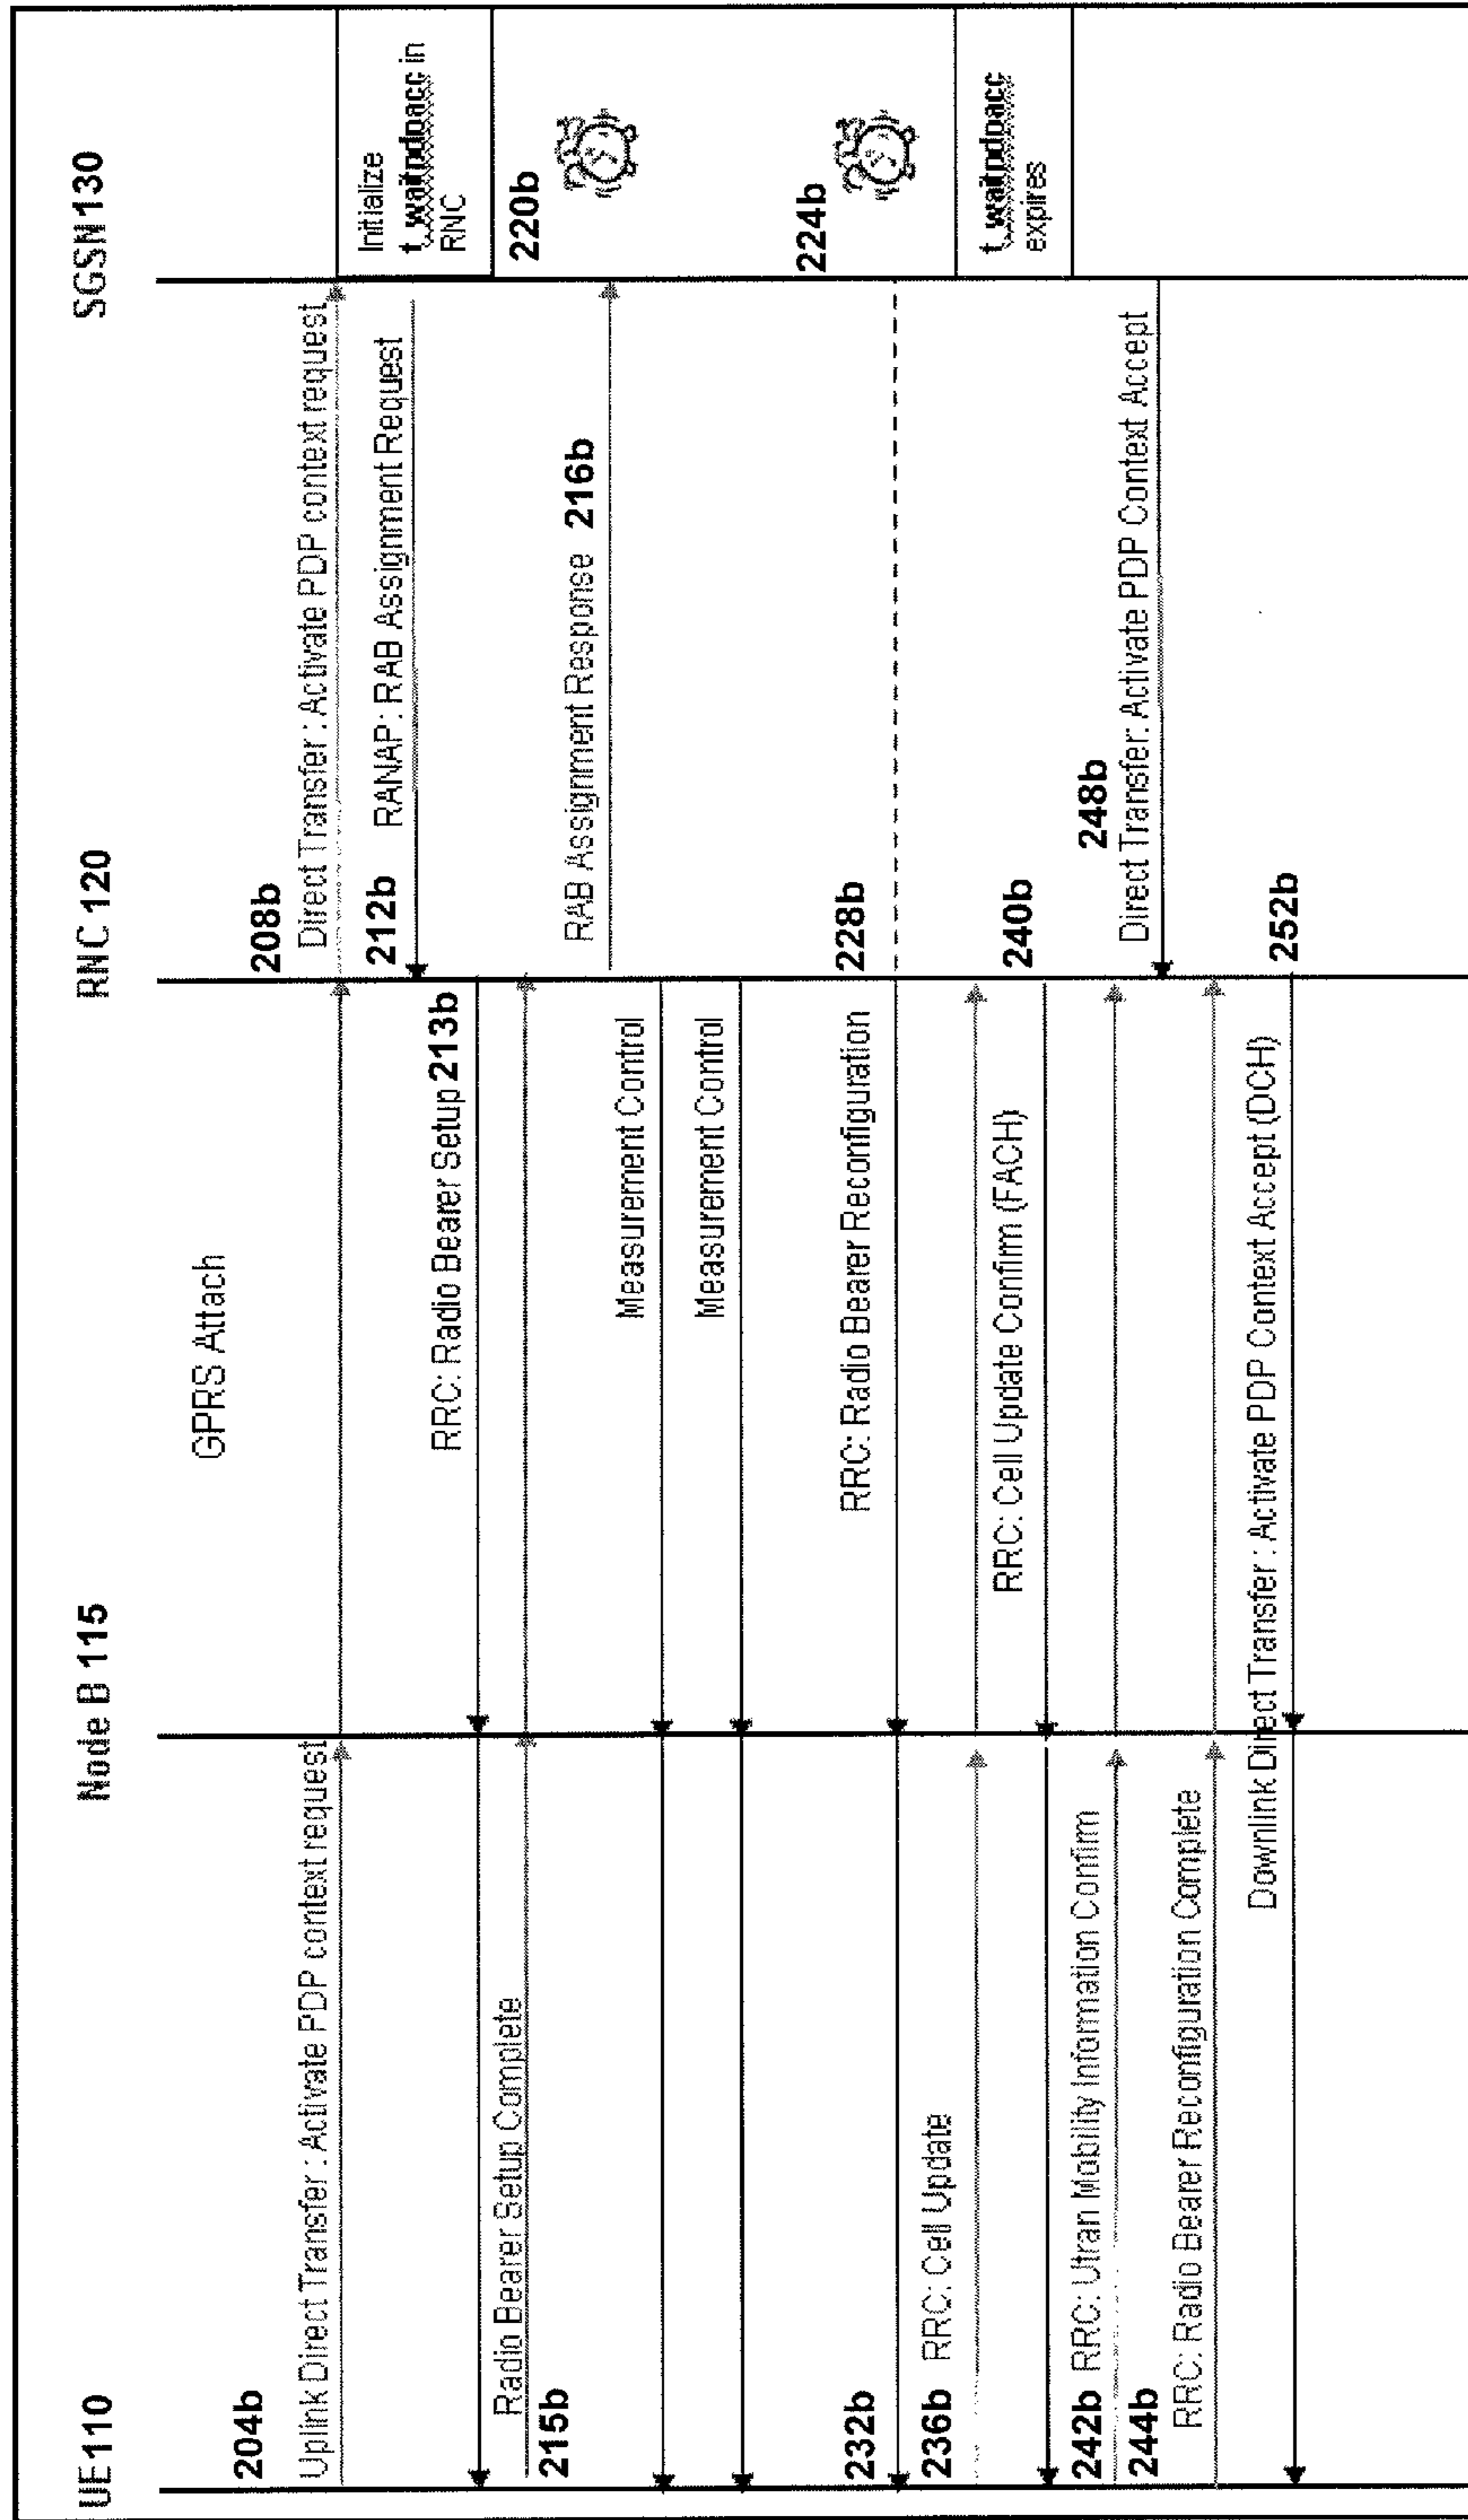 UE110
Node B 115
RNC 120
SGSN 130
GPRS Attach
204b
208b
Uplink Direct Transfer : Activate PDP context request
Direct Transfer : Activate PDP context request
Initialize
t_waitpdpacc in
RNC
212b
RANAP: RAB Assignment Request
RRC: Radio Bearer Setup 213b
Radio Bearer Setup Complete
215b
220b
RAB Assignment Response 216b
Measurement Control
Measurement Control
224b
RRC: Radio Bearer Reconfiguration
228b
232b
236b RRC: Cell Update
t_waitpdpacc
expires
RRC: Cell Update Confirm (FACH)
240b
242b RRC: Utran Mobility Information Confirm
244b
248b
Direct Transfer: Activate PDP Context Accept
RRC: Radio Bearer Reconfiguration Complete
Downlink Direct Transfer : Activate PDP Context Accept (DCH)
252b